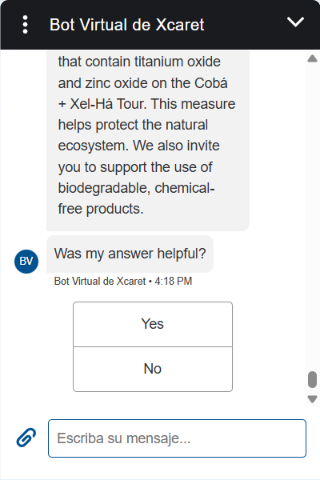 Bot Virtual de Xcaret
that contain titanium oxide
and zinc oxide on the Cobá
+ Xel-Há Tour. This measure
helps protect the natural
ecosystem. We also invite
you to support the use of
biodegradable, chemical-
free products.
Was my answer helpful?
BV
Bot Virtual de Xcaret • 4:18 PM
Yes
No
Escriba su mensaje...